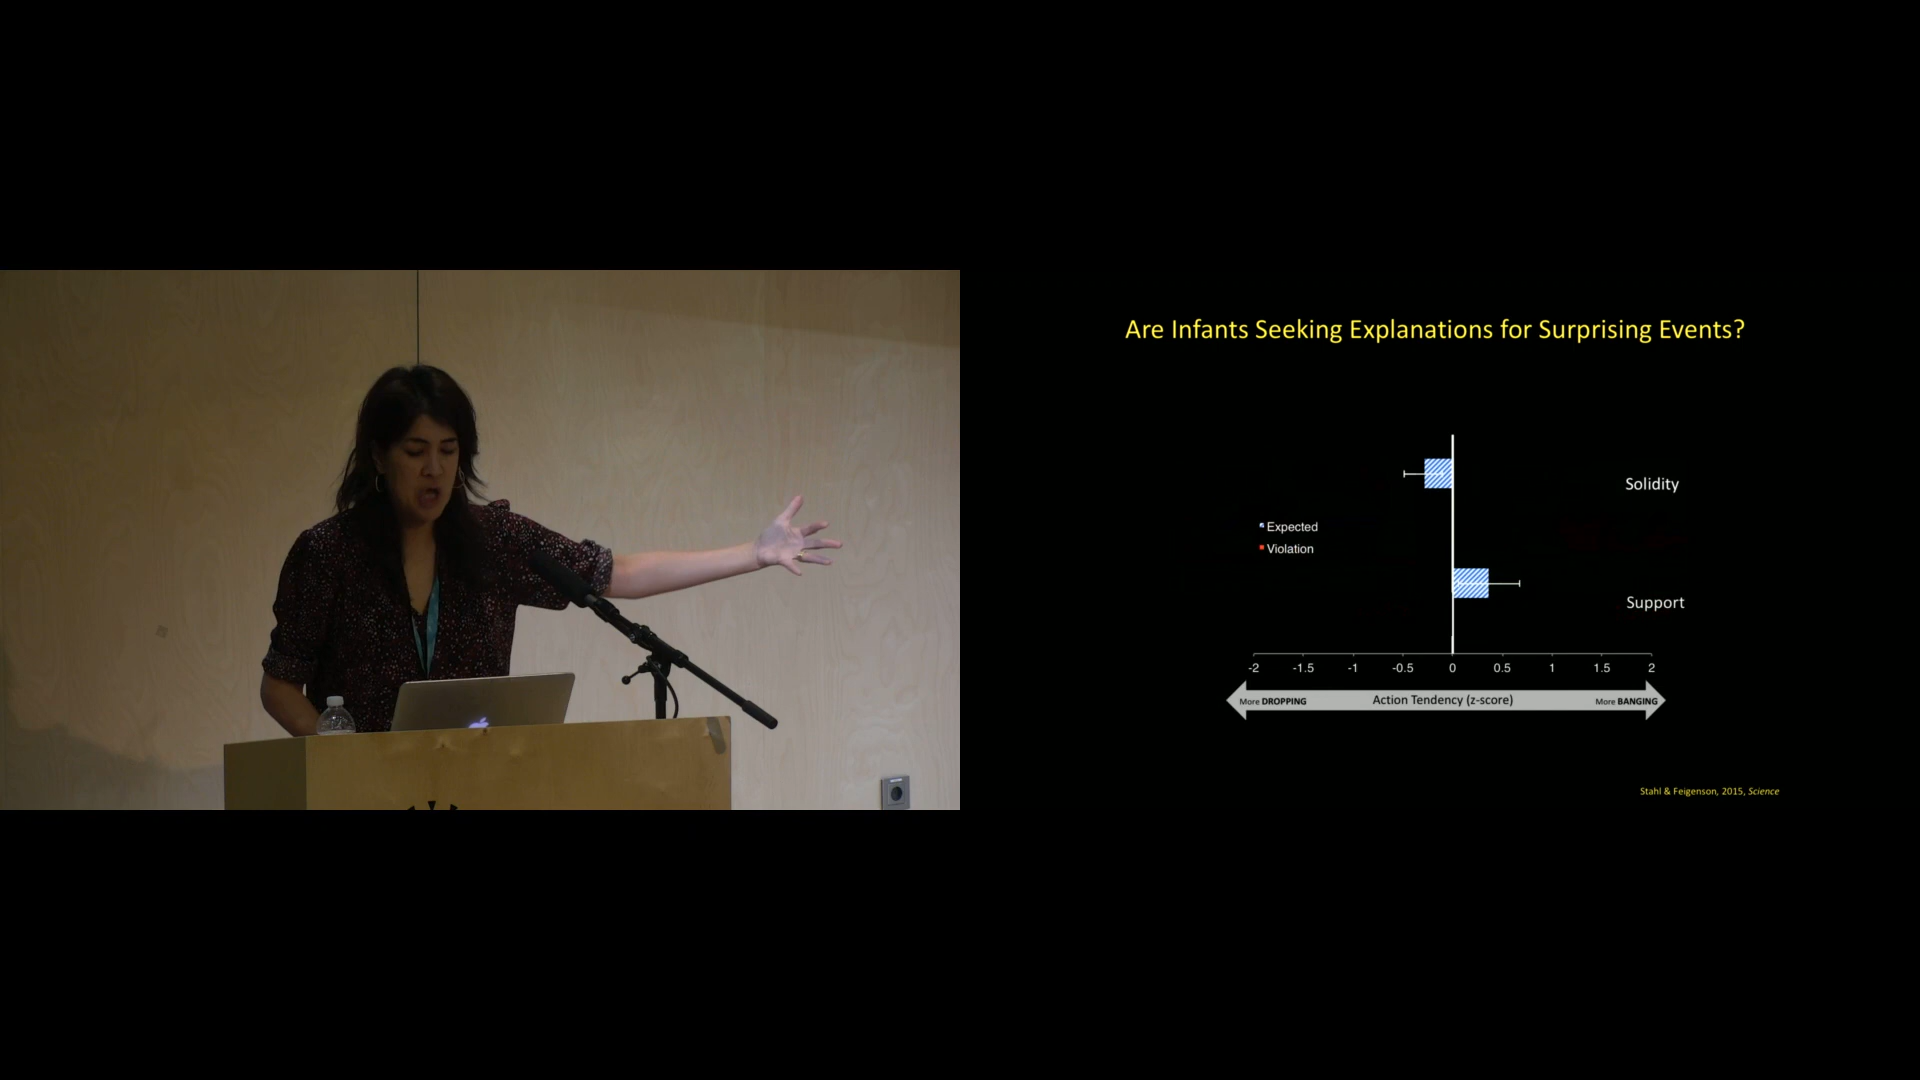 Are Infants Seeking Explanations for Surprising Events?
Solidity
Expected
Violation
Support
-2 -1.5 -1 -0.5 0 0.5 1 1.5 2
More DROPPING Action Tendency (z-score) More BANGING
Stahl & Feigenson, 2015, Science